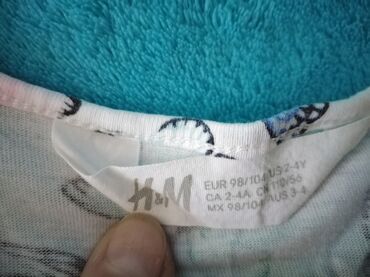 H&M
EUR 98/104 US 2-4Y
CA 2-4A CN 110/56
MX 98/104 AUS 3-4